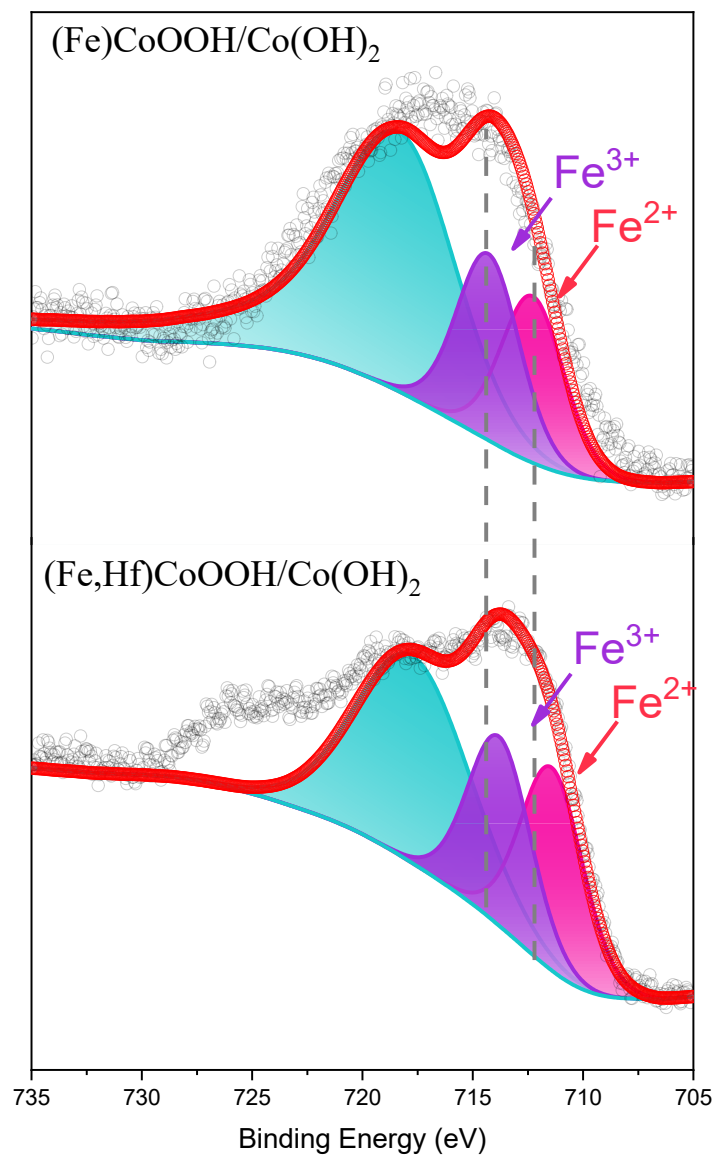 (Fe)CoOOH/Co(OH)₂
Fe³⁺
Fe²⁺
(Fe,Hf)CoOOH/Co(OH)₂
Fe³⁺
Fe²⁺
735 730 725 720 715 710 705
Binding Energy (eV)